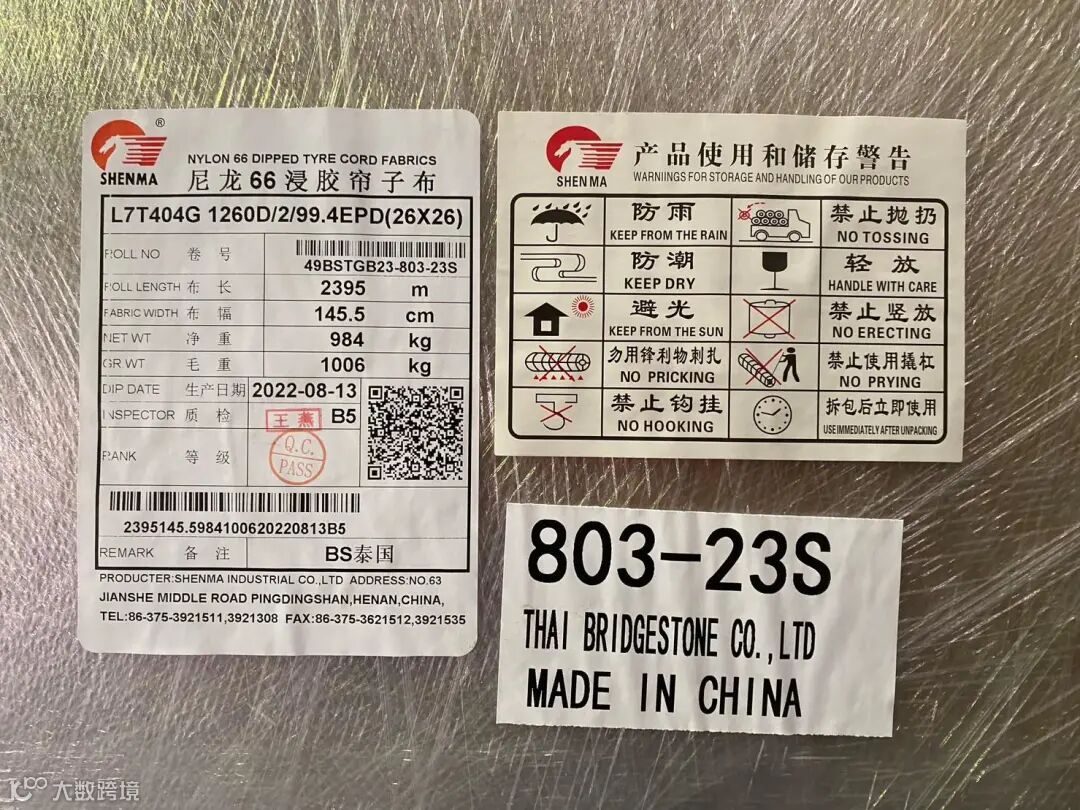 ®
SHENMA
NYLON 66 DIPPED TYRE CORD FABRICS
尼龙66浸胶帘子布
L7T404G 1260D/2/99.4EPD(26X26)
ROLL NO 卷号
49BSTGB23-803-23S
ROLL LENGTH 布长 2395 m
FABRIC WIDTH 布幅 145.5 cm
NET WT 净重 984 kg
GR.WT 毛重 1006 kg
DIP DATE 生产日期 2022-08-13
INSPECTOR 质检 王燕 B5
Q.C.
PASS
RANK 等级
2395145.5984100620220813B5
REMARK 备注 BS泰国
PRODUCTER:SHENMA INDUSTRIAL CO.,LTD ADDRESS:NO.63
JIANSHE MIDDLE ROAD PINGDINGSHAN,HENAN,CHINA,
TEL:86-375-3921511,3921308 FAX:86-375-3621512,3921535
SHENMA
产品使用和储存警告
WARNINGS FOR STORAGE AND HANDLING OF OUR PRODUCTS
防雨
KEEP FROM THE RAIN
禁止抛扔
NO TOSSING
防潮
KEEP DRY
轻放
HANDLE WITH CARE
避光
KEEP FROM THE SUN
禁止竖放
NO ERECTING
勿用锋利物刺扎
NO PRICKING
禁止使用撬杠
NO PRYING
禁止钩挂
NO HOOKING
拆包后立即使用
USE IMMEDIATELY AFTER UNPACKING
803-23S
THAI BRIDGESTONE CO.,LTD
MADE IN CHINA
大数跨境